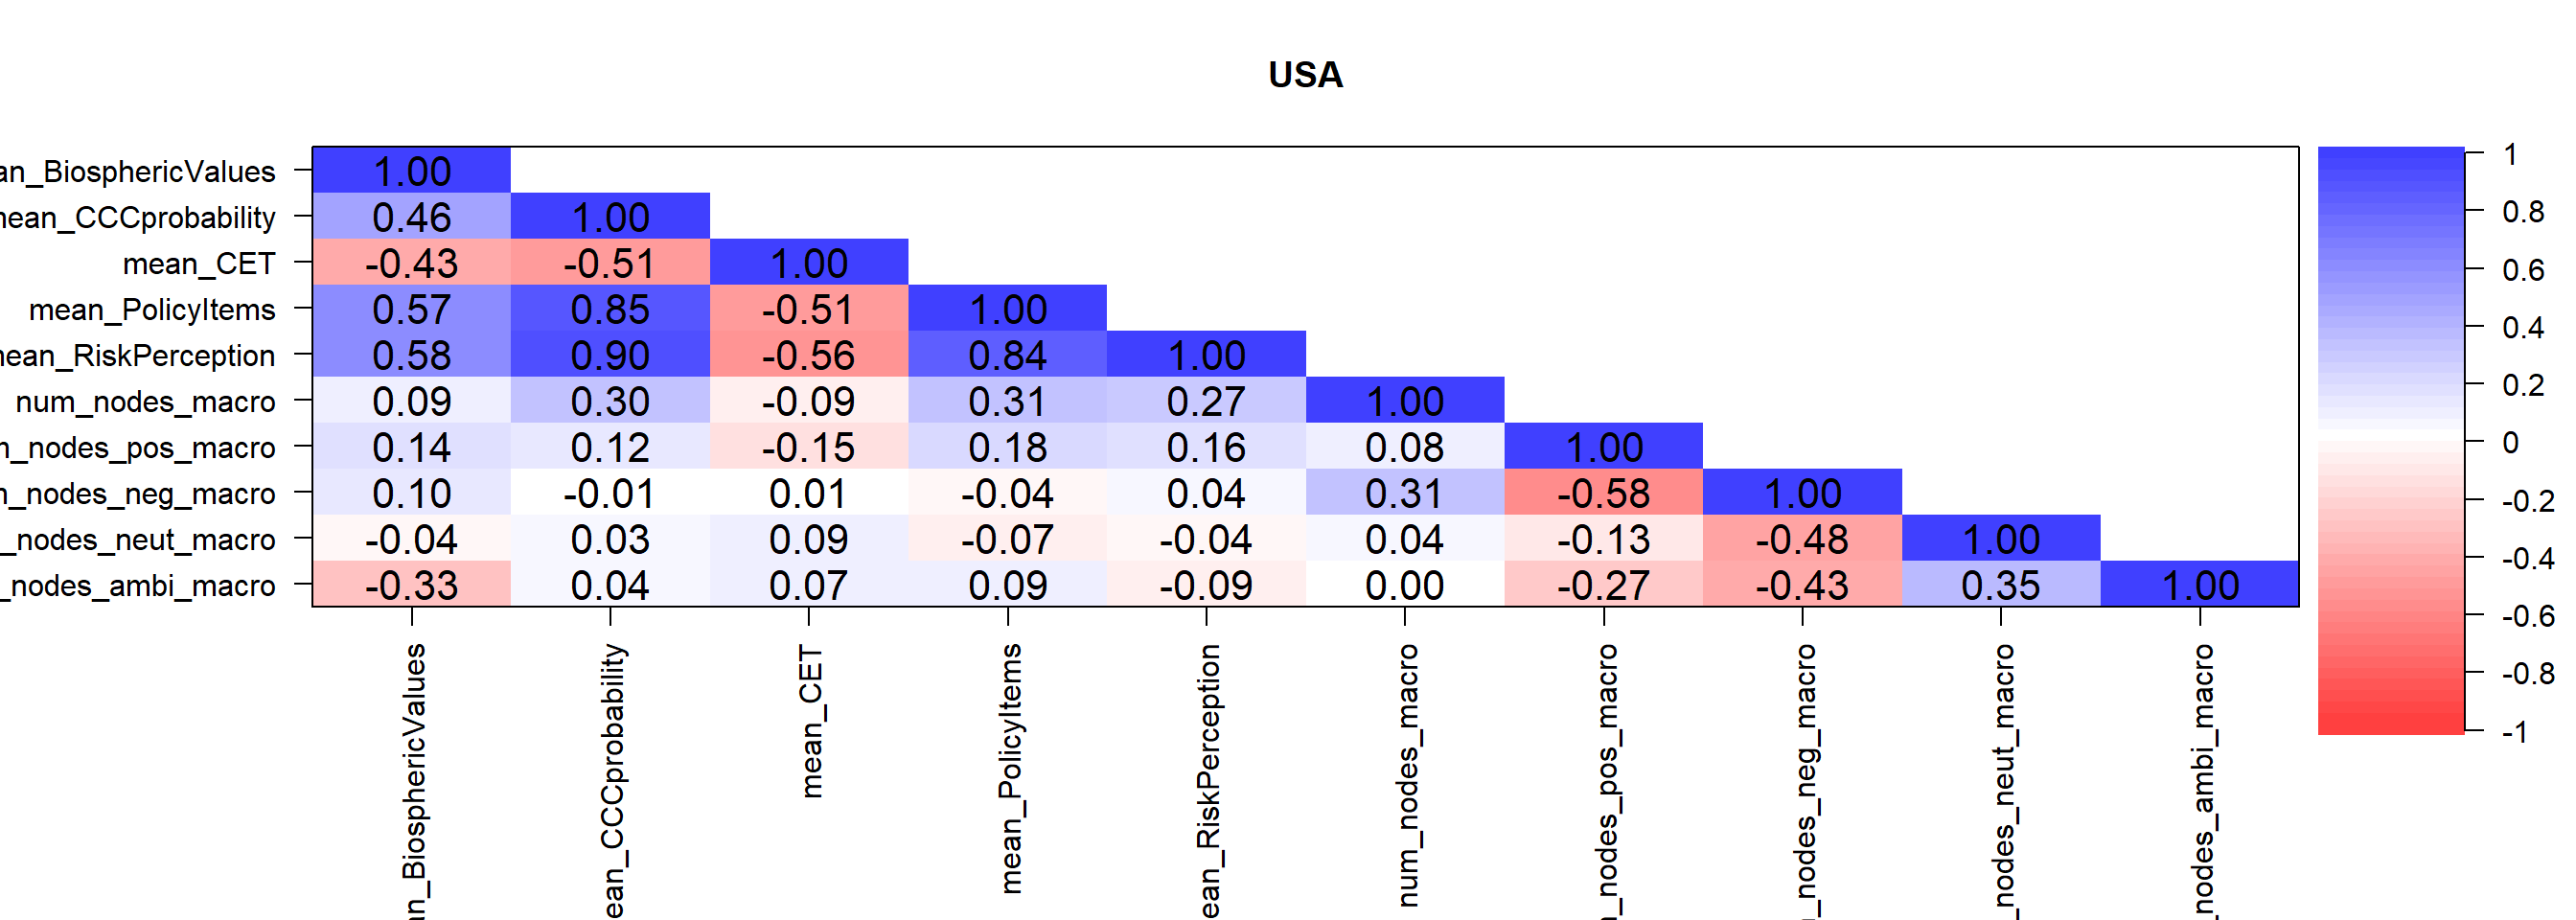 USA
an_BiosphericValues 1.00 1
mean_CCCprobability 0.46 1.00 0.8
mean_CET -0.43 -0.51 1.00 0.6
mean_PolicyItems 0.57 0.85 -0.51 1.00 0.4
nean_RiskPerception 0.58 0.90 -0.56 0.84 1.00 0.2
num_nodes_macro 0.09 0.30 -0.09 0.31 0.27 1.00
n_nodes_pos_macro 0.14 0.12 -0.15 0.18 0.16 0.08 1.00 0
n_nodes_neg_macro 0.10 -0.01 0.01 -0.04 0.04 0.31 -0.58 1.00 -0.2
_nodes_neut_macro -0.04 0.03 0.09 -0.07 -0.04 0.04 -0.13 -0.48 1.00 -0.4
_nodes_ambi_macro -0.33 0.04 0.07 0.09 -0.09 0.00 -0.27 -0.43 0.35 1.00 -0.6
-0.8
-1
an_BiosphericValues
ean_CCCprobability
mean_CET
mean_PolicyItems
ean_RiskPerception
num_nodes_macro
n_nodes_pos_macro
_nodes_neg_macro
_nodes_neut_macro
nodes_ambi_macro